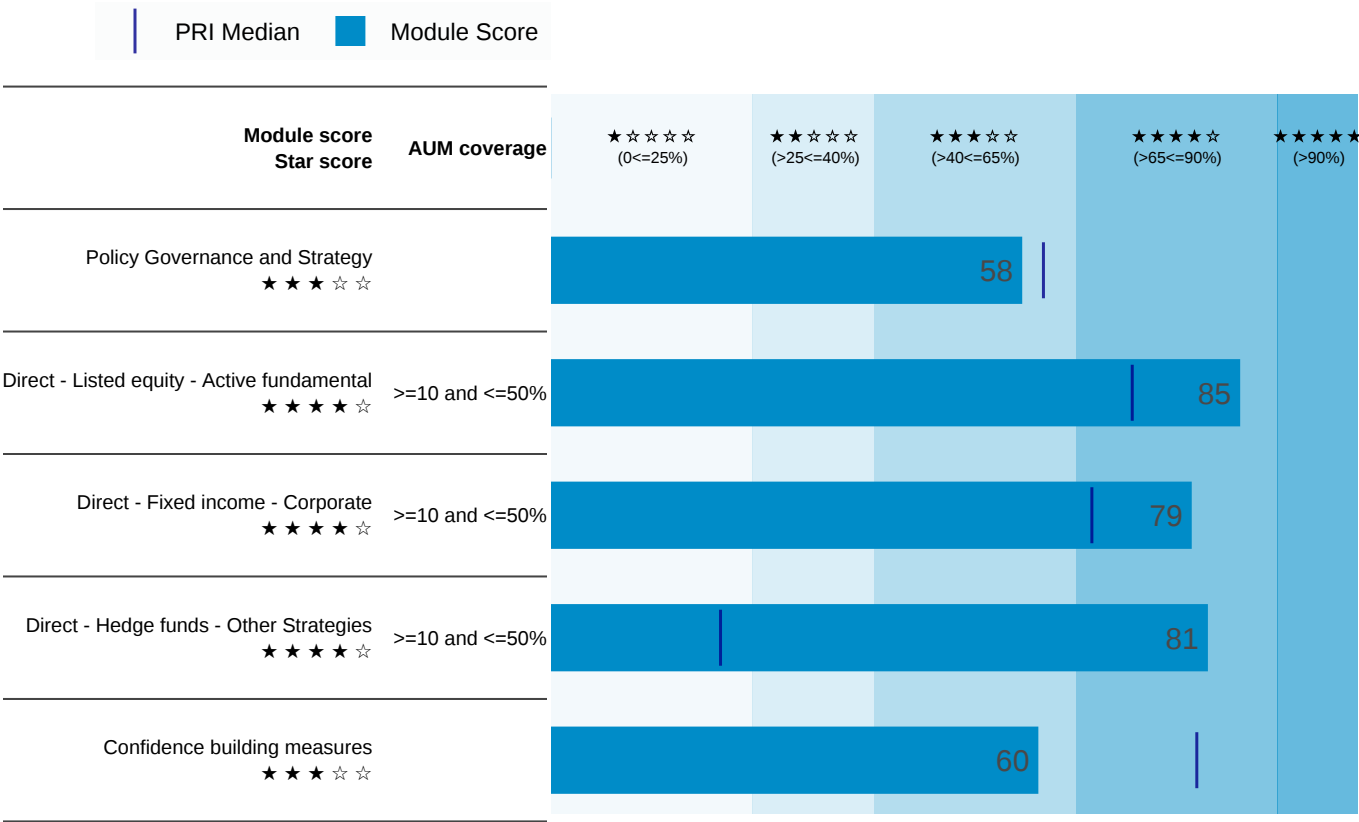 PRI Median Module Score
Module score
Star score
AUM coverage
★☆☆☆☆
(0<=25%)
★★☆☆☆
(>25<=40%)
★★★☆☆
(>40<=65%)
★★★★☆
(>65<=90%)
★★★★★
(>90%)
Policy Governance and Strategy
★★★☆☆
58
Direct - Listed equity - Active fundamental
★★★★☆
>=10 and <=50%
85
Direct - Fixed income - Corporate
★★★★☆
>=10 and <=50%
79
Direct - Hedge funds - Other Strategies
★★★★☆
>=10 and <=50%
81
Confidence building measures
★★★☆☆
60